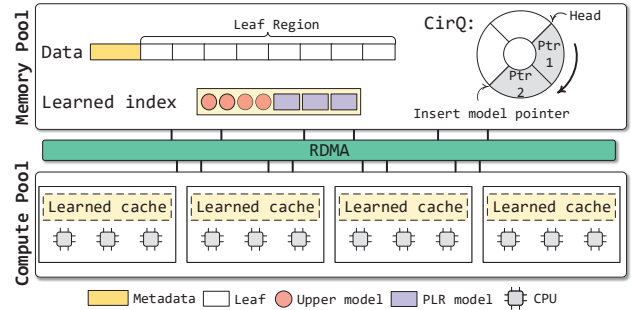 Memory Pool
Leaf Region
Data
Learned index
CirQ:
Head
Ptr
1
Ptr
2
Insert model pointer
RDMA
Compute Pool
Learned cache
Learned cache
Learned cache
Learned cache
Metadata
Leaf
Upper model
PLR model
CPU